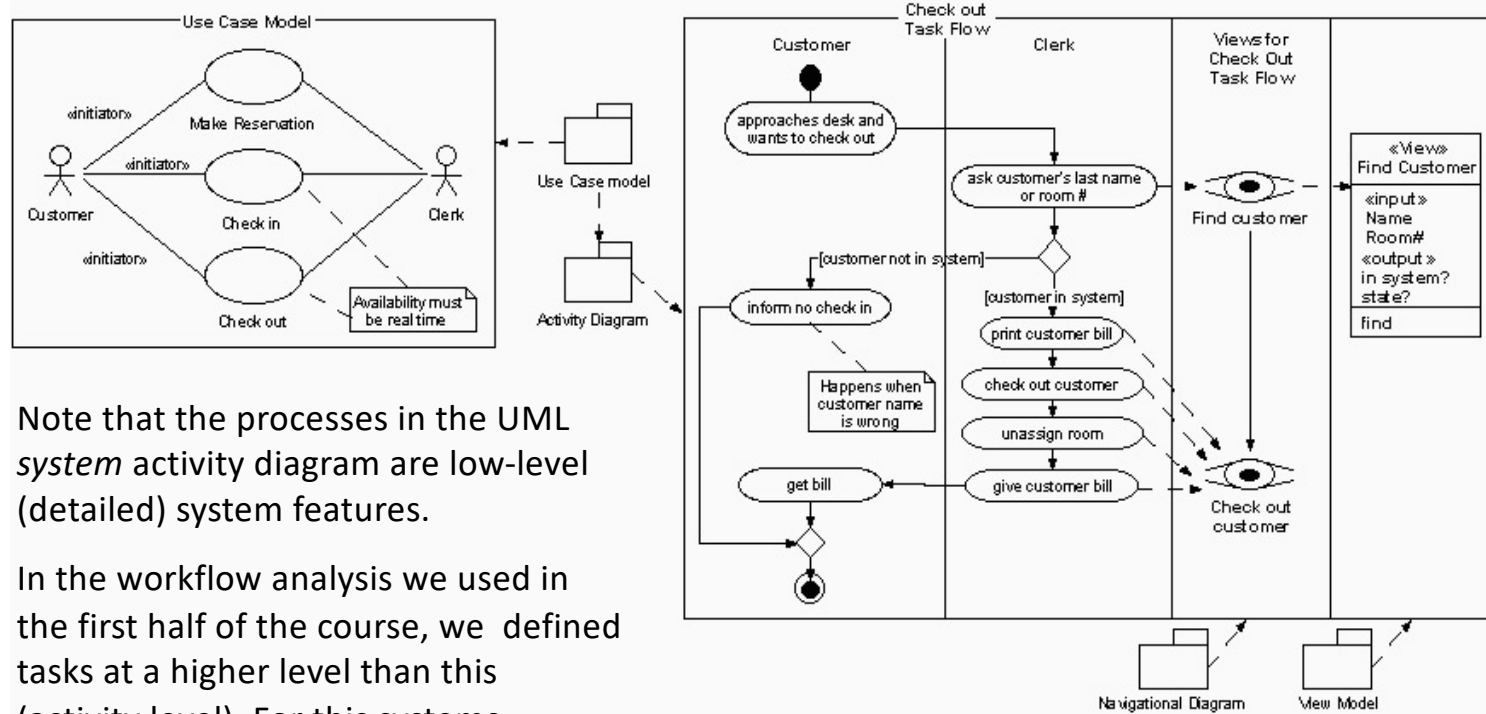 Use Case Model
«initiator»
Make Reservation
«initiator»
Customer
Clerk
Check in
«initiator»
Availability must
be real time
Check out
Use Case model
Activity Diagram
Check out
Task Flow
Customer
Clerk
Views for
Check Out
Task Flow
approaches desk and
wants to check out
ask customer's last name
or room #
Find customer
«View»
Find Customer
«input»
Name
Room#
«output»
in system?
state?
find
[customer not in system]
[customer in system]
inform no check in
print customer bill
Happens when
customer name
is wrong
check out customer
unassign room
get bill
give customer bill
Check out
customer
Navigational Diagram
View Model
Note that the processes in the UML
system activity diagram are low-level
(detailed) system features.
In the workflow analysis we used in
the first half of the course, we defined
tasks at a higher level than this
(activity level). For this systems